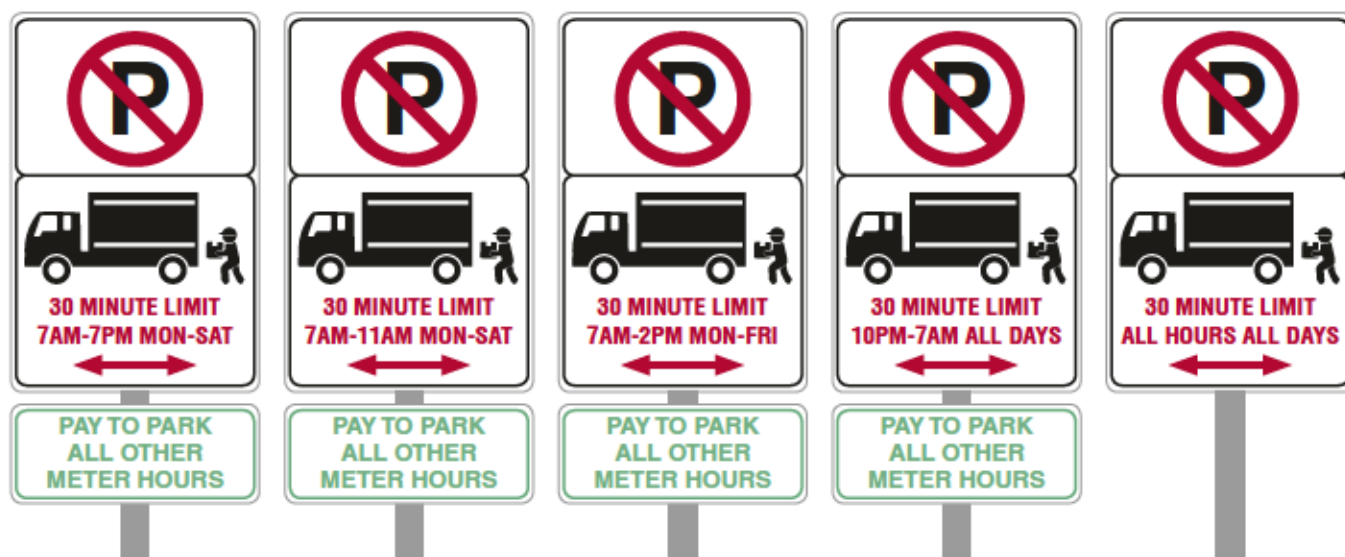 P
30 MINUTE LIMIT
7AM-7PM MON-SAT
PAY TO PARK
ALL OTHER
METER HOURS
P
30 MINUTE LIMIT
7AM-11AM MON-SAT
PAY TO PARK
ALL OTHER
METER HOURS
P
30 MINUTE LIMIT
7AM-2PM MON-FRI
PAY TO PARK
ALL OTHER
METER HOURS
P
30 MINUTE LIMIT
10PM-7AM ALL DAYS
PAY TO PARK
ALL OTHER
METER HOURS
P
30 MINUTE LIMIT
ALL HOURS ALL DAYS